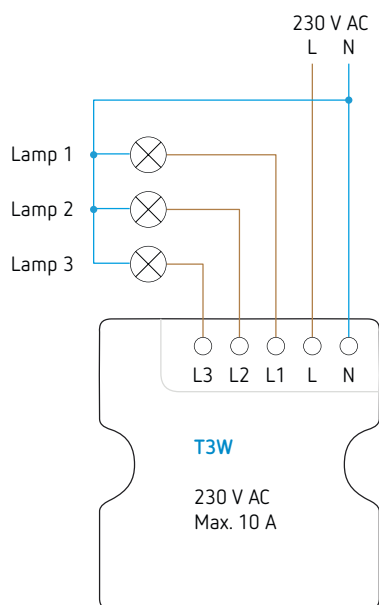 230 V AC
L N
Lamp 1
Lamp 2
Lamp 3
L3 L2 L1 L N
T3W
230 V AC
Max. 10 A